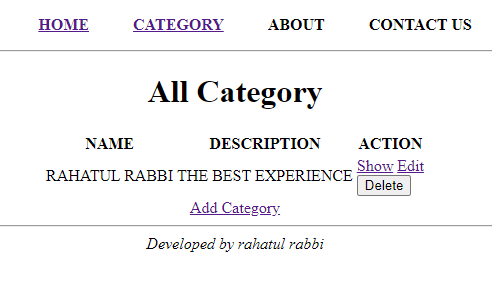 HOME CATEGORY ABOUT CONTACT US
All Category
NAME DESCRIPTION ACTION
RAHATUL RABBI THE BEST EXPERIENCE Show Edit
Delete
Add Category
Developed by rahatul rabbi